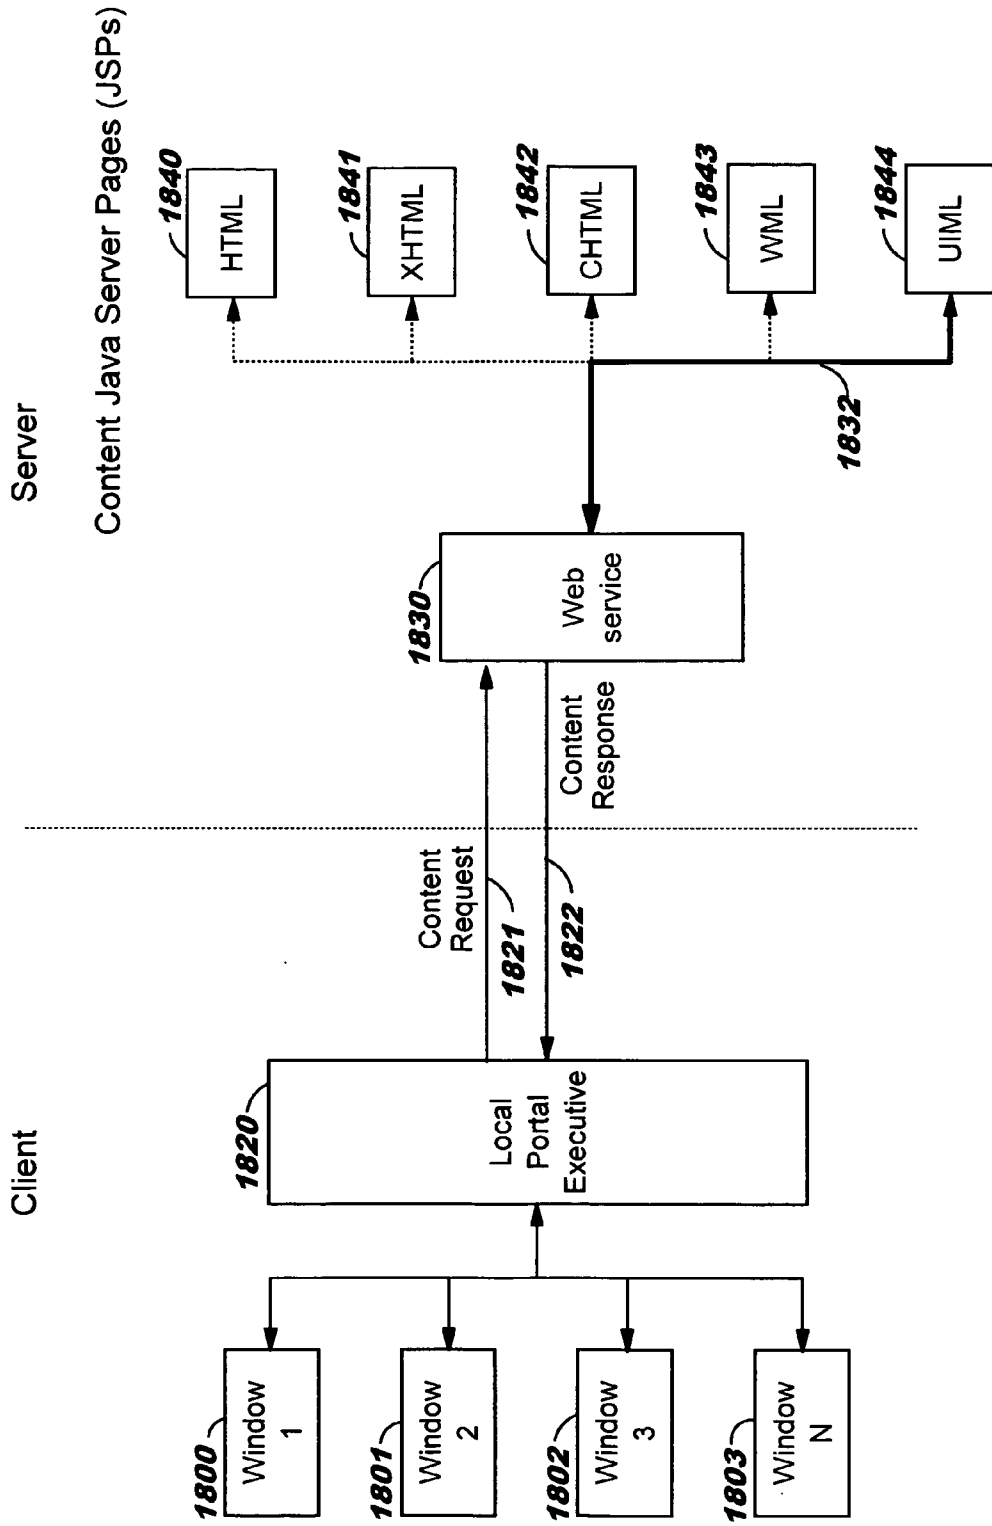 Client
Server
Content Java Server Pages (JSPs)
1800
Window
1
1801
Window
2
1802
Window
3
1803
Window
N
1820
Local
Portal
Executive
Content
Request
1821
1822
Content
Response
1830
Web
service
1832
1840
HTML
1841
XHTML
1842
CHTML
1843
WML
1844
UIML